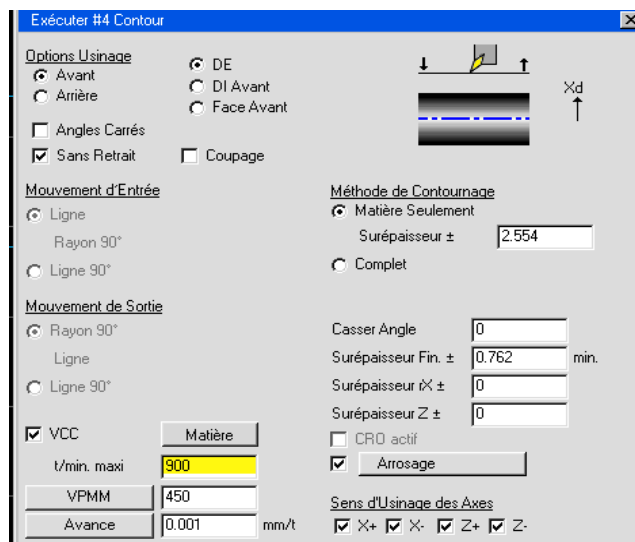 Exécuter #4 Contour
Options Usinage
Avant
Arrière
DE
DI Avant
Face Avant
Angles Carrés
Sans Retrait
Coupage
Xd
Mouvement d'Entrée
Ligne
Rayon 90°
Ligne 90°
Mouvement de Sortie
Rayon 90°
Ligne
Ligne 90°
VCC
Matière
t/min. maxi
900
VPMM
450
Avance
0.001
mm/t
Méthode de Contournage
Matière Seulement
Surépaisseur ±
2.554
Complet
Casser Angle
0
Surépaisseur Fin. ±
0.762
min.
Surépaisseur rX ±
0
Surépaisseur Z ±
0
CRO actif
Arrosage
Sens d'Usinage des Axes
X+ X- Z+ Z-